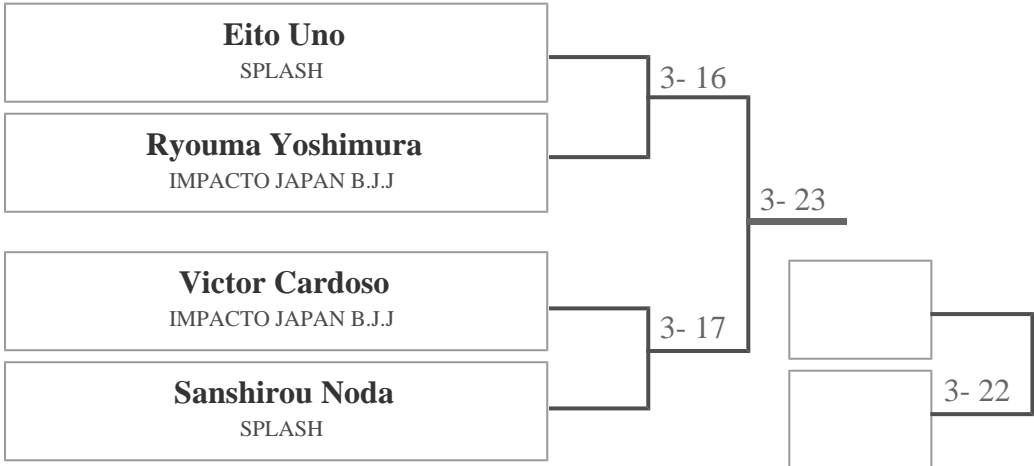 Eito Uno
SPLASH
3- 16
Ryouma Yoshimura
IMPACTO JAPAN B.J.J
3- 23
Victor Cardoso
IMPACTO JAPAN B.J.J
3- 17
Sanshirou Noda
SPLASH
3- 22